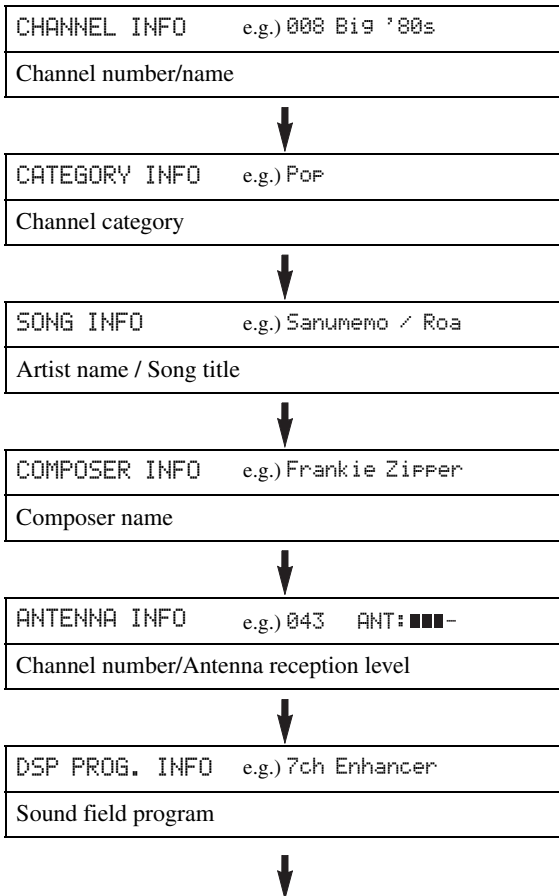 CHANNEL INFO e.g.) 008 Big ’80s
Channel number/name
CATEGORY INFO e.g.) Pop
Channel category
SONG INFO e.g.) Sanumemo / Roa
Artist name / Song title
COMPOSER INFO e.g.) Frankie Zipper
Composer name
ANTENNA INFO e.g.) 043 ANT:■■■-
Channel number/Antenna reception level
DSP PROG. INFO e.g.) 7ch Enhancer
Sound field program